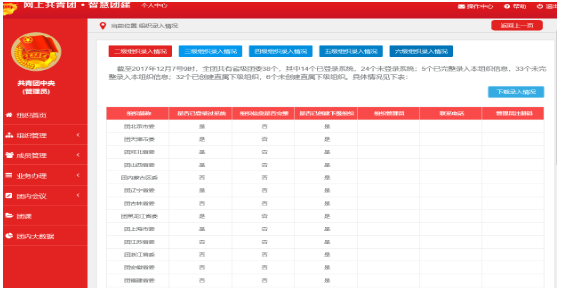 网上共青团·智慧团建 个人中心 操作中心 帮助 退出
当前位置:组织录入情况 返回上一页
共青团中央
(管理员)
组织首页
组织管理
成员管理
业务办理
团内会议
团课
团内大数据
二级组织录入情况 三级组织录入情况 四级组织录入情况 五级组织录入情况 六级组织录入情况
截至2017年12月7号9时，全团共有省级团委38个，其中14个已登录系统，24个未登录系统；5个已完整录入本组织信息，33个未完
整录入本组织信息；32个已创建直属下级组织，6个未创建直属下级组织。具体情况见下表：
下载录入情况
组织简称 是否已登录过系统 组织信息是否完整 是否已创建下级组织 组织管理员 联系电话
团北京市委 是 否 是
团天津市委 是 否 是
团河北省委 是 否 是
团山西省委 是 否 是
团内蒙古区委 否 否 是
团辽宁省委 是 否 是
团吉林省委 否 否 是
团黑龙江省委 是 否 是
团上海市委 是 否 是
团江苏省委 否 否 是
团浙江省委 否 否 是
团安徽省委 否 否 是
团福建省委 否 否 是